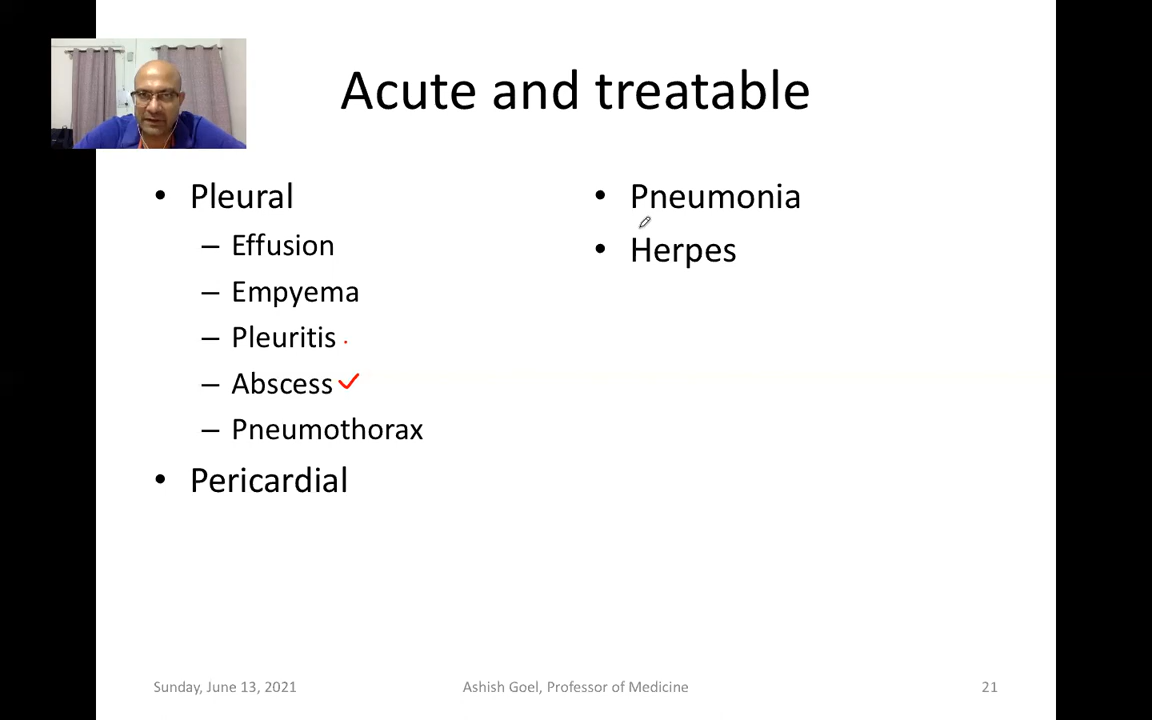 Acute and treatable
• Pleural
– Effusion
– Empyema
– Pleuritis
– Abscess
– Pneumothorax
• Pericardial
• Pneumonia
• Herpes
Sunday, June 13, 2021
Ashish Goel, Professor of Medicine
21